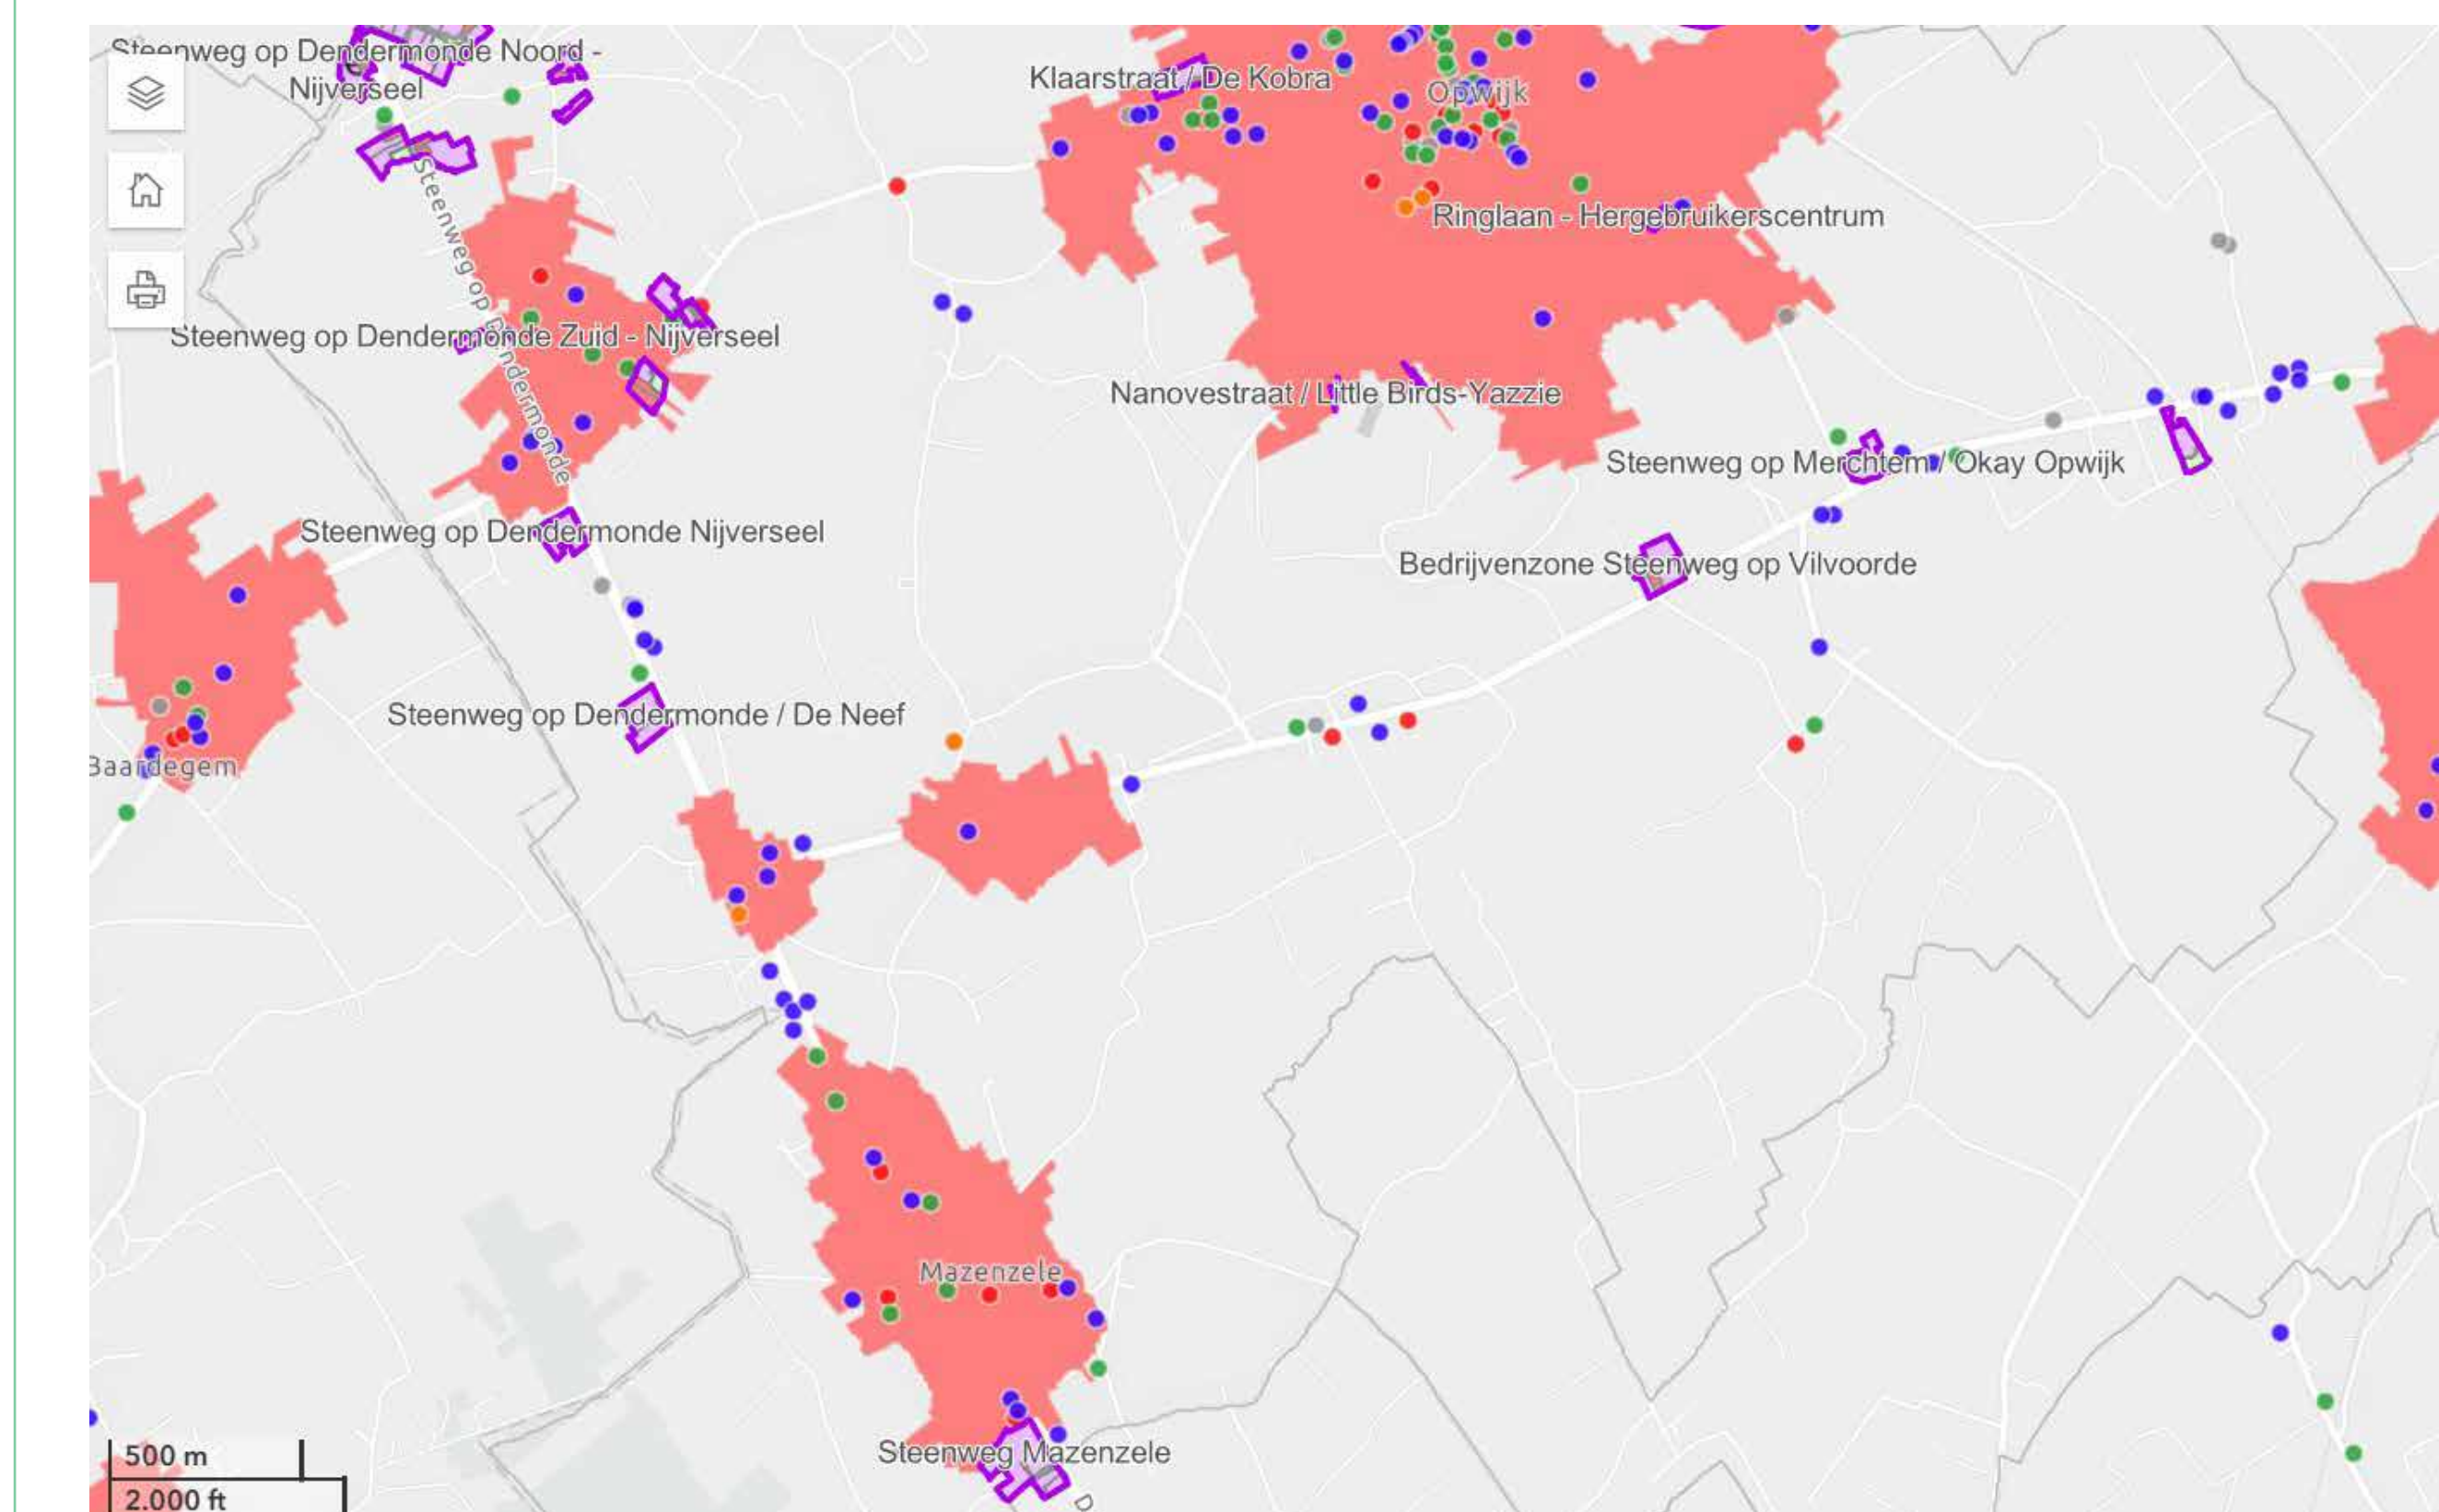 Steenweg op Dendermonde Noord -
Nijverseel
Klaarstraat / De Kobra
Opwijk
Ringlaan - Hergebruikerscentrum
Steenweg op Dendermonde
Steenweg op Dendermonde Zuid - Nijverseel
Nanovestraat / Little Birds-Yazzie
Steenweg op Merchtem / Okay Opwijk
Steenweg op Dendermonde Nijverseel
Bedrijvenzone Steenweg op Vilvoorde
Steenweg op Dendermonde / De Neef
Baardegem
Mazenzele
Steenweg Mazenzele
D
500 m
2.000 ft